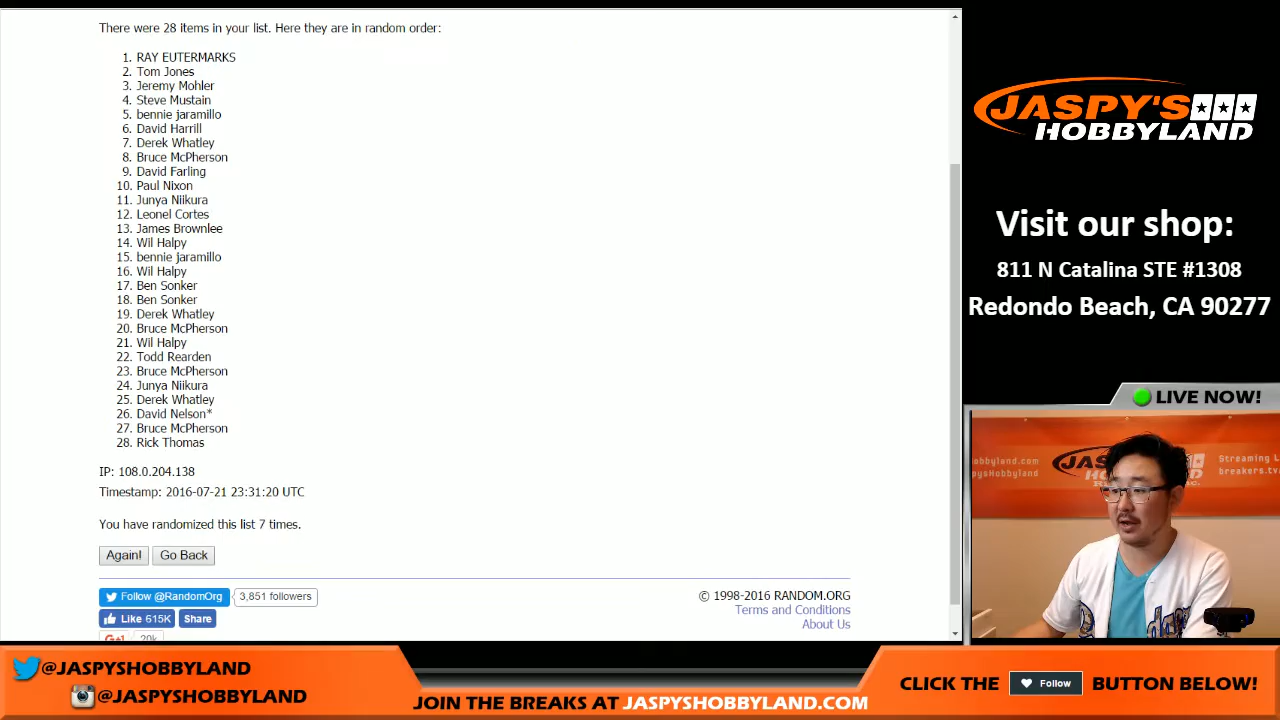 There were 28 items in your list. Here they are in random order:
1. RAY EUTERMARKS
2. Tom Jones
3. Jeremy Mohler
4. Steve Mustain
5. bennie jaramillo
6. David Harrill
7. Derek Whatley
8. Bruce McPherson
9. David Farling
10. Paul Nixon
11. Junya Niikura
12. Leonel Cortes
13. James Brownlee
14. Wil Halpy
15. bennie jaramillo
16. Wil Halpy
17. Ben Sonker
18. Ben Sonker
19. Derek Whatley
20. Bruce McPherson
21. Wil Halpy
22. Todd Rearden
23. Bruce McPherson
24. Junya Niikura
25. Derek Whatley
26. David Nelson*
27. Bruce McPherson
28. Rick Thomas
IP: 108.0.204.138
Timestamp: 2016-07-21 23:31:20 UTC
You have randomized this list 7 times.
Again! Go Back
Follow @RandomOrg 3,851 followers
Like 615K Share
20k
© 1998-2016 RANDOM.ORG
Terms and Conditions
About Us
JASPY'S
HOBBYLAND
Visit our shop:
811 N Catalina STE #1308
Redondo Beach, CA 90277
LIVE NOW!
Streaming
breakers.tv
@JASPYSHOBBYLAND
@JASPYSHOBBYLAND
JOIN THE BREAKS AT JASPYSHOBBYLAND.COM
CLICK THE Follow BUTTON BELOW!